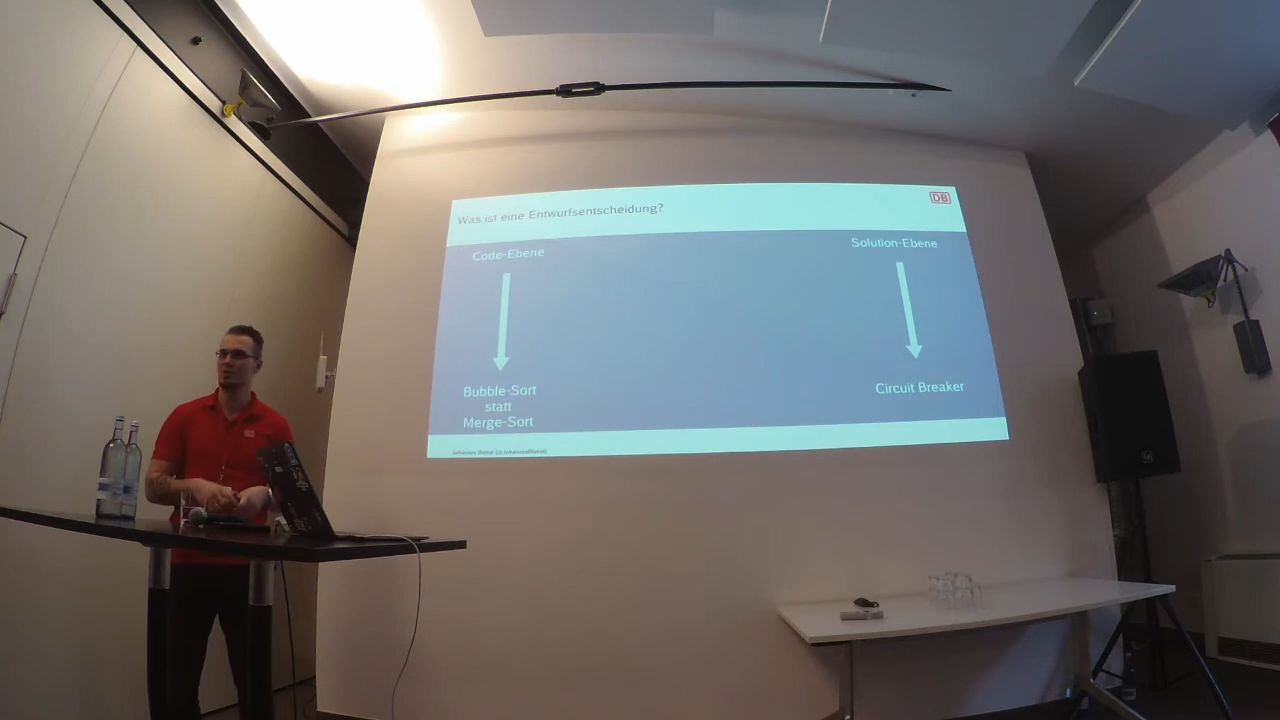 Was ist eine Entwurfsentscheidung?
DB
Code-Ebene
Solution-Ebene
Bubble-Sort
statt
Merge-Sort
Circuit Breaker